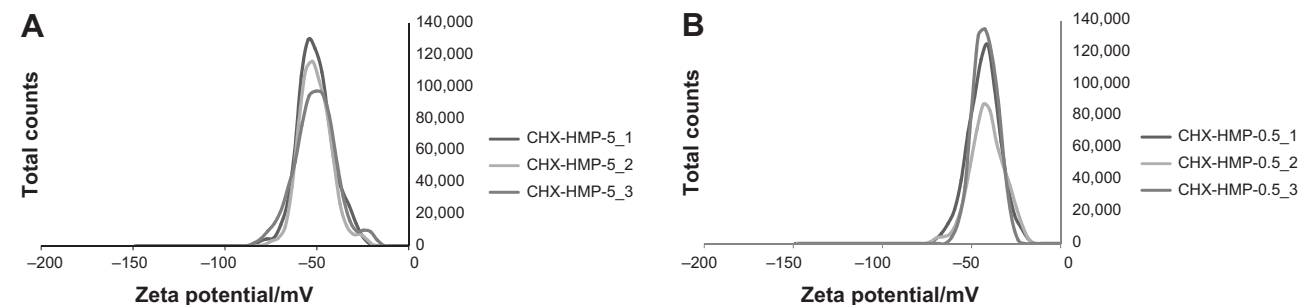 A
Total counts
140,000
120,000
100,000
80,000
60,000
40,000
20,000
0
–200
–150
–100
–50
0
Zeta potential/mV
CHX-HMP-5_1
CHX-HMP-5_2
CHX-HMP-5_3
B
Total counts
140,000
120,000
100,000
80,000
60,000
40,000
20,000
0
–200
–150
–100
–50
0
Zeta potential/mV
CHX-HMP-0.5_1
CHX-HMP-0.5_2
CHX-HMP-0.5_3